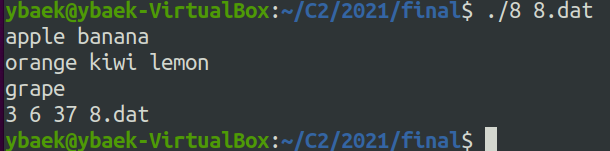 ybaek@ybaek-VirtualBox:~/C2/2021/final$ ./8 8.dat
apple banana
orange kiwi lemon
grape
3 6 37 8.dat
ybaek@ybaek-VirtualBox:~/C2/2021/final$